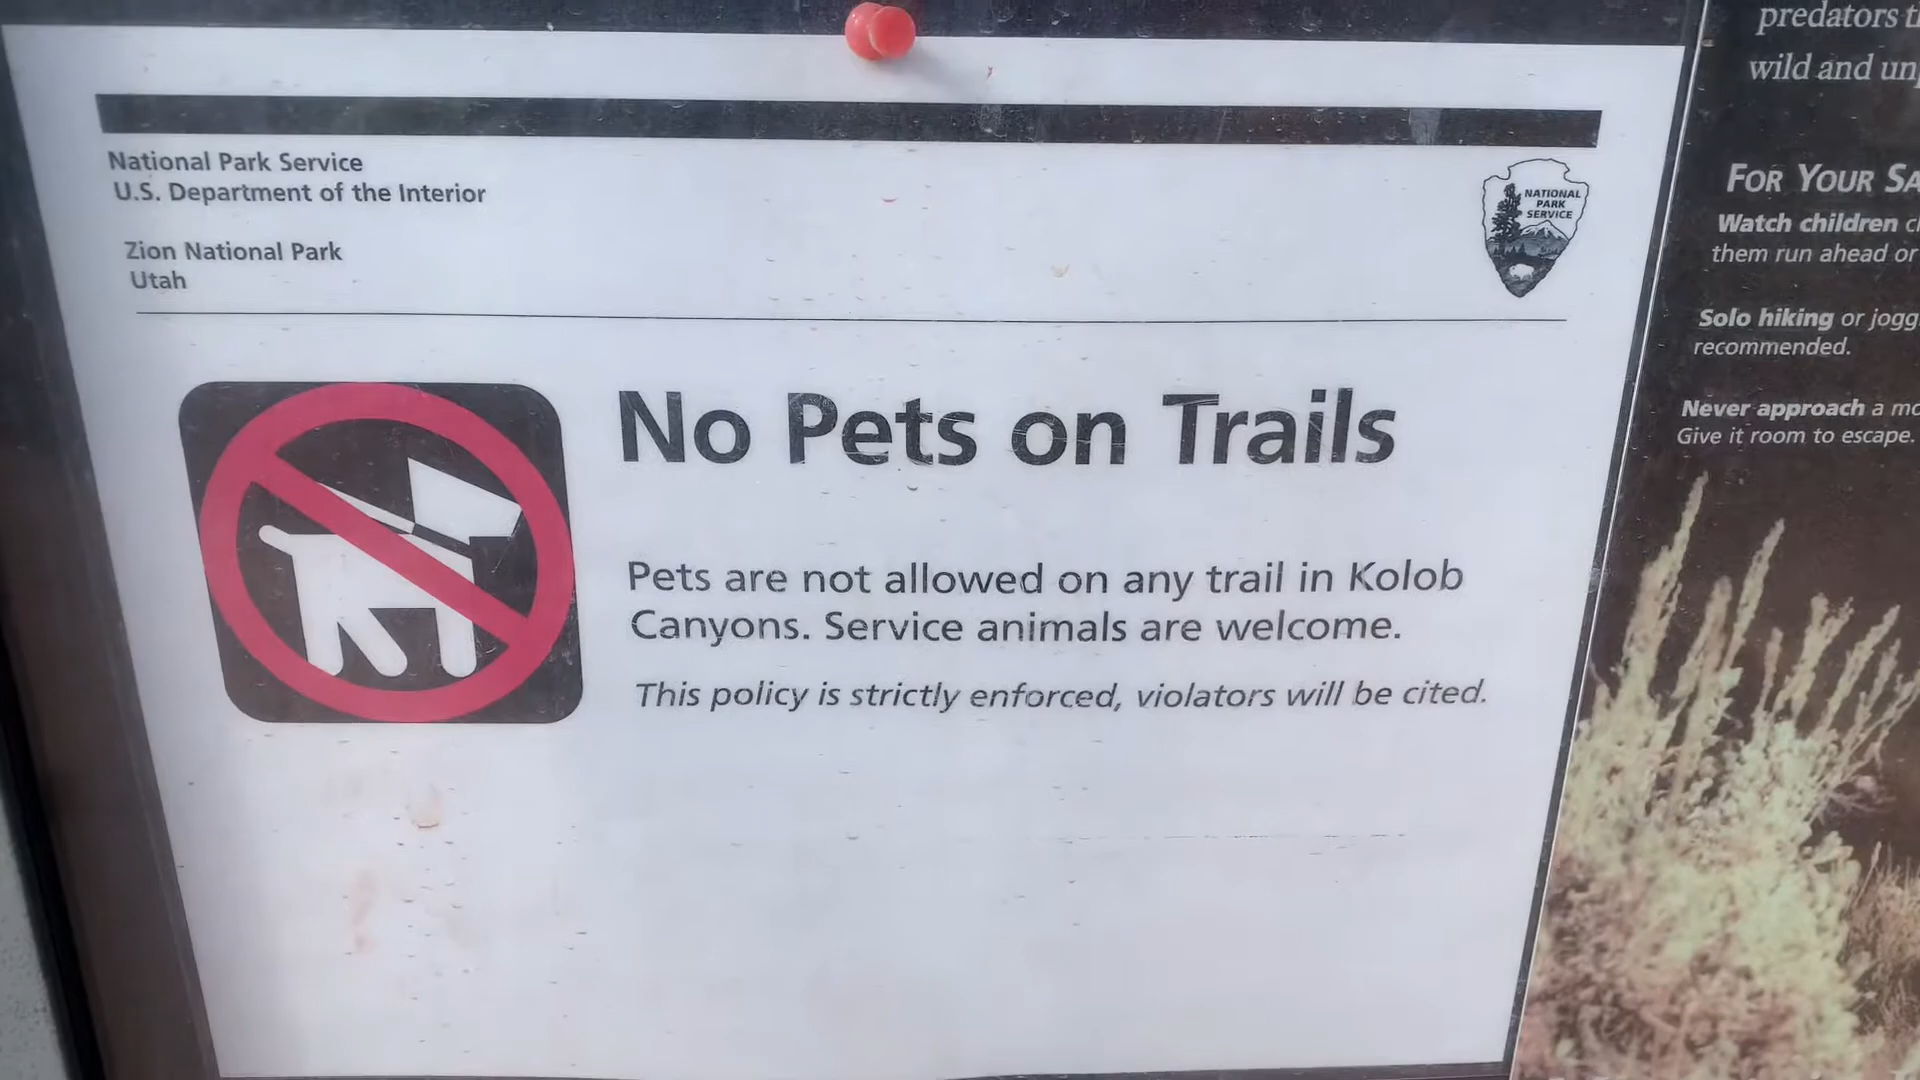 National Park Service
U.S. Department of the Interior
Zion National Park
Utah
NATIONAL
PARK
SERVICE
No Pets on Trails
Pets are not allowed on any trail in Kolob
Canyons. Service animals are welcome.
This policy is strictly enforced, violators will be cited.
predators
wild and
FOR YOUR
Watch children
them run ahead or
Solo hiking or
recommended.
Never approach a
Give it room to escape.